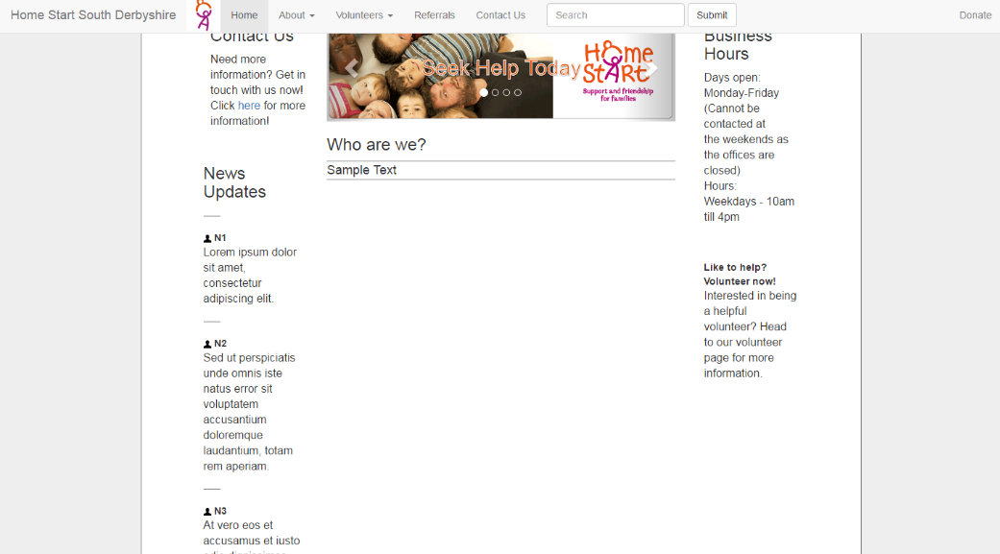 Home Start South Derbyshire
Home
About
Volunteers
Referrals
Contact Us
Search
Submit
Donate
Contact Us
Need more
information? Get in
touch with us now!
Click here for more
information!
News
Updates
N1
Lorem ipsum dolor
sit amet,
consectetur
adipiscing elit.
N2
Sed ut perspiciatis
unde omnis iste
natus error sit
voluptatem
accusantium
doloremque
laudantium, totam
rem aperiam.
N3
At vero eos et
accusamus et iusto
odio dignissimos
Seek Help Today
HOME
START
Support and friendship
for families
Who are we?
Sample Text
Business
Hours
Days open:
Monday-Friday
(Cannot be
contacted at
the weekends as
the offices are
closed)
Hours:
Weekdays - 10am
till 4pm
Like to help?
Volunteer now!
Interested in being
a helpful
volunteer? Head
to our volunteer
page for more
information.